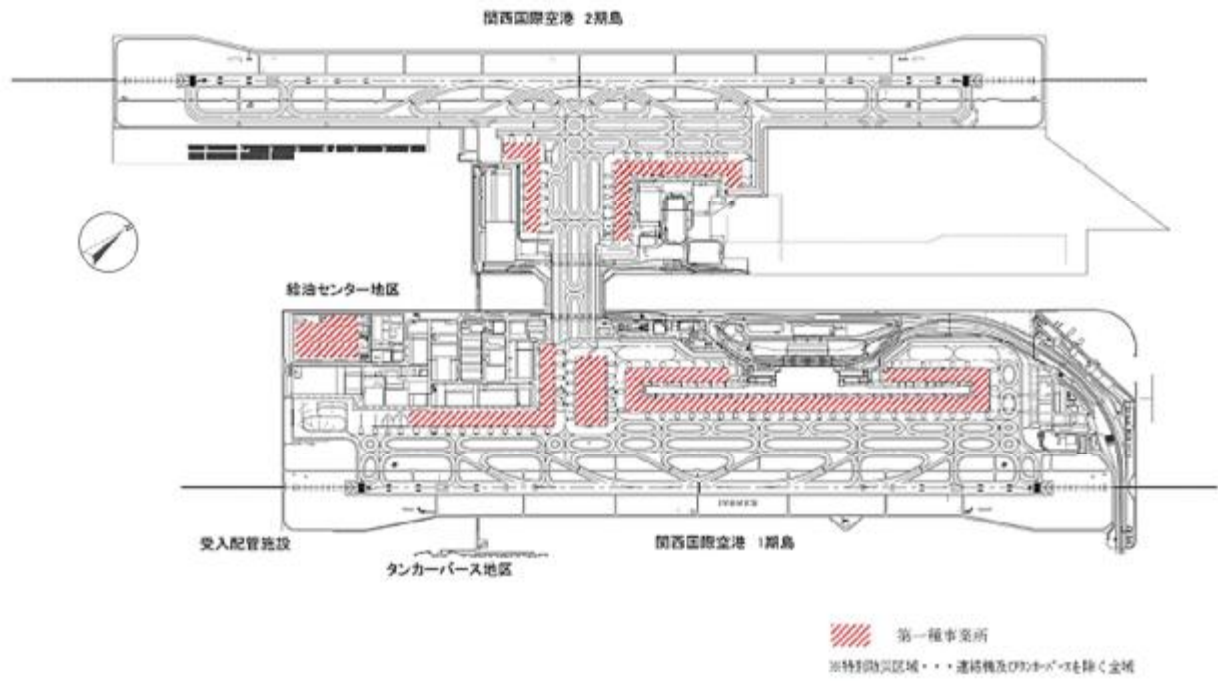 関西国際空港 2期島
給油センター地区
受入配管施設
関西国際空港 1期島
タンカーバース地区
第一種事業所
※特別防災区域・・・連絡橋及びタンカーバースを除く全域